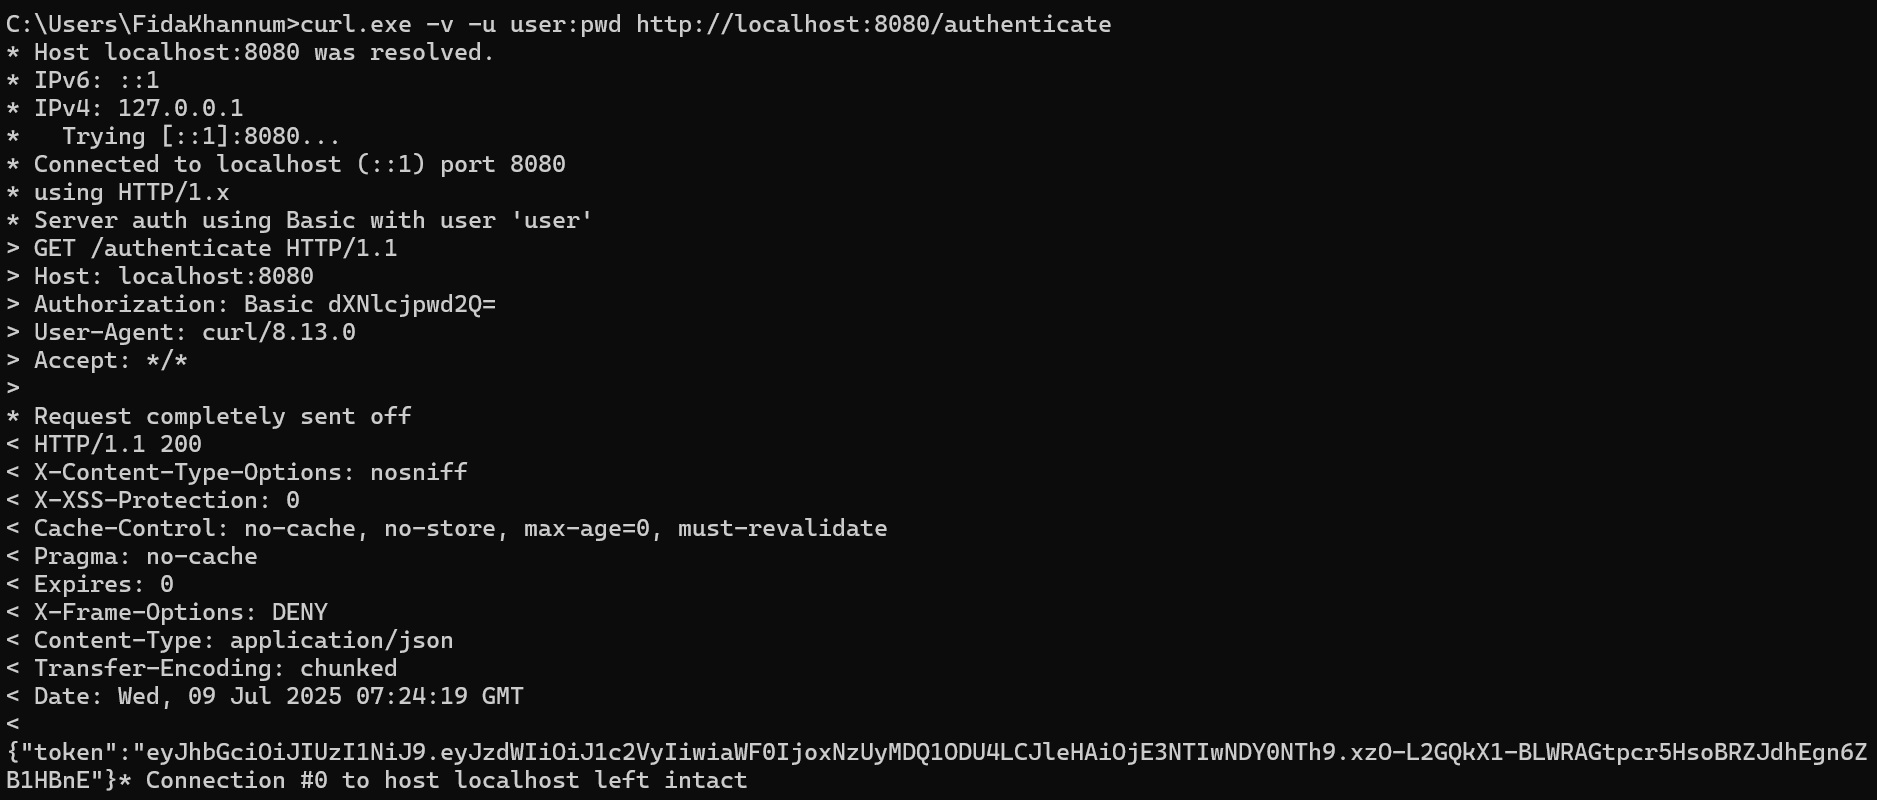 C:\Users\FidaKhannum>curl.exe -v -u user:pwd http://localhost:8080/authenticate
* Host localhost:8080 was resolved.
* IPv6: ::1
* IPv4: 127.0.0.1
*   Trying [::1]:8080...
* Connected to localhost (::1) port 8080
* using HTTP/1.x
* Server auth using Basic with user 'user'
> GET /authenticate HTTP/1.1
> Host: localhost:8080
> Authorization: Basic dXNlcjpwd2Q=
> User-Agent: curl/8.13.0
> Accept: */*
>
* Request completely sent off
< HTTP/1.1 200
< X-Content-Type-Options: nosniff
< X-XSS-Protection: 0
< Cache-Control: no-cache, no-store, max-age=0, must-revalidate
< Pragma: no-cache
< Expires: 0
< X-Frame-Options: DENY
< Content-Type: application/json
< Transfer-Encoding: chunked
< Date: Wed, 09 Jul 2025 07:24:19 GMT
<
{"token":"eyJhbGciOiJIUzI1NiJ9.eyJzdWIiOiJ1c2VyIiwiaWF0IjoxNzUyMDQ1ODU4LCJleHAiOjE3NTIwNDY0NTh9.xzO-L2GQkX1-BLWRAGtpcr5HsoBRZJdhEgn6Z
B1HBnE"}* Connection #0 to host localhost left intact